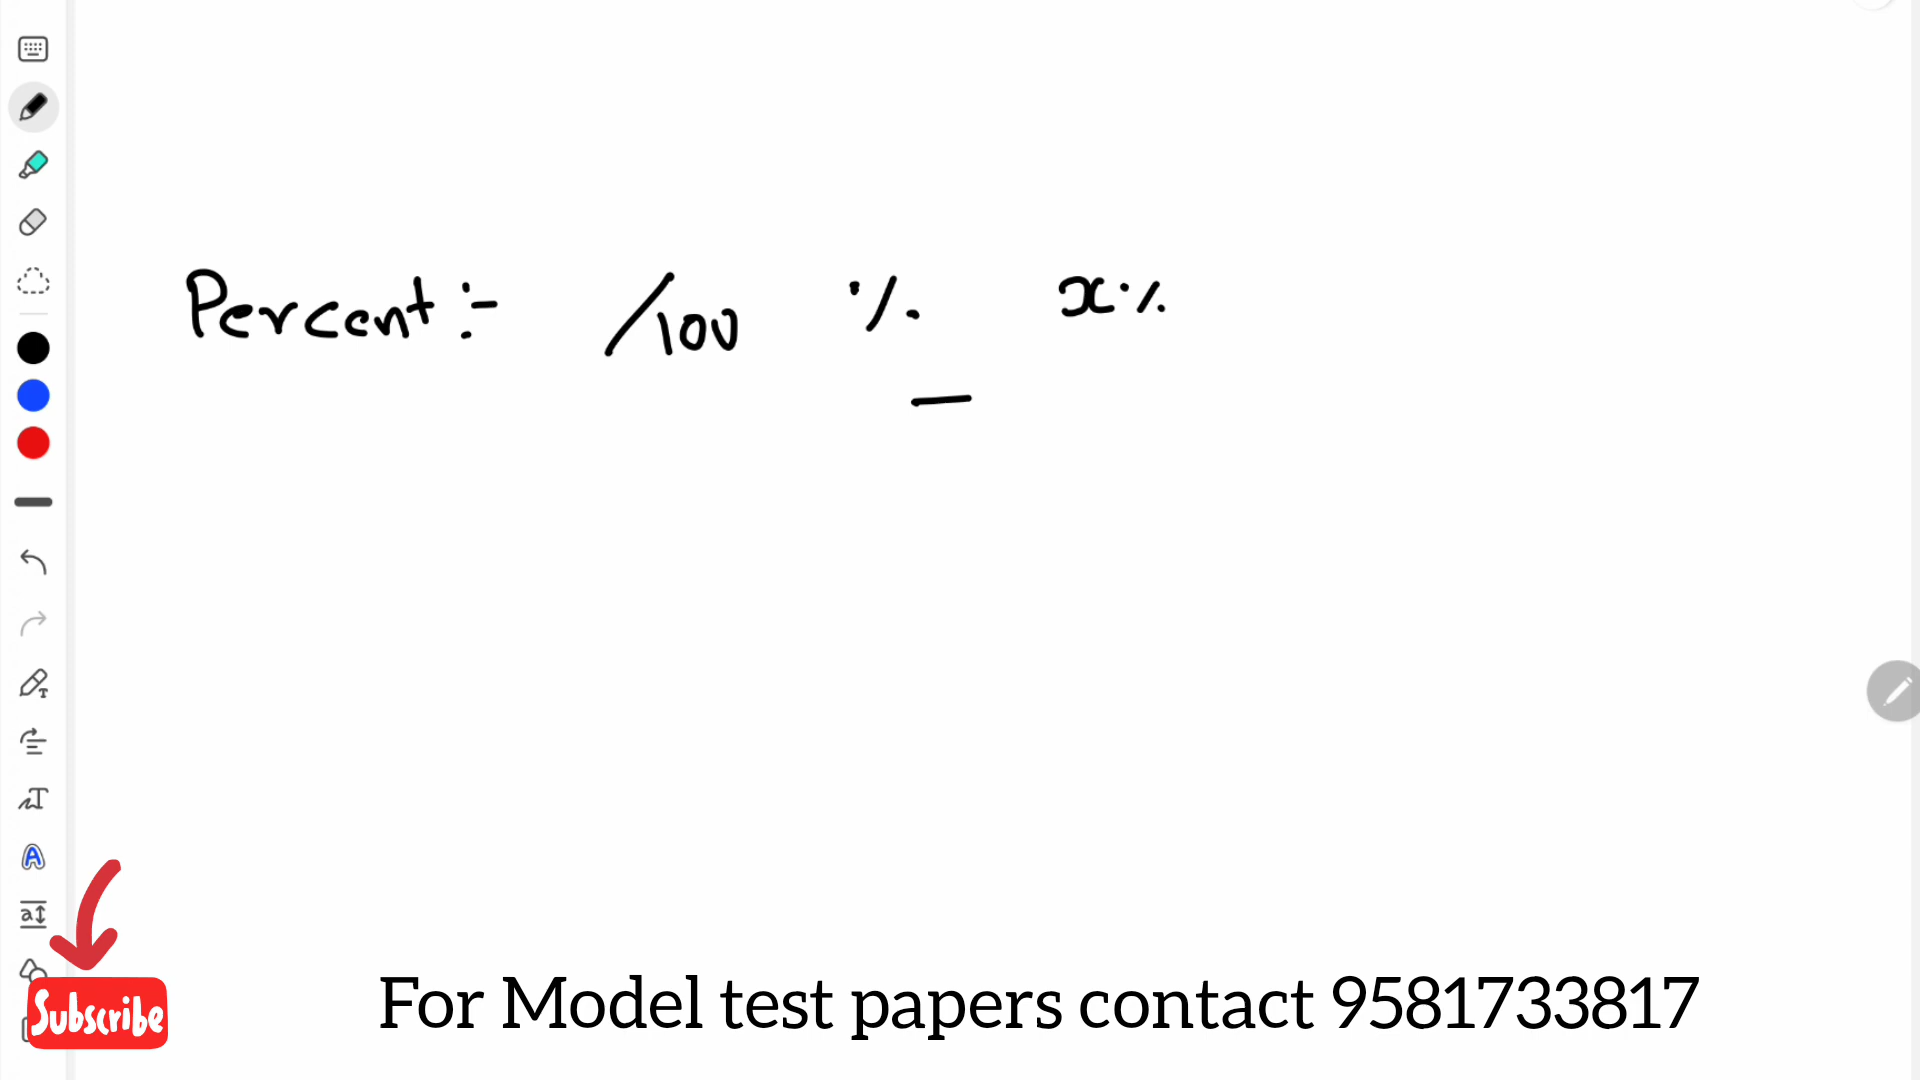 Percent :- /100 % x%
—
Subscribe
For Model test papers contact 9581733817